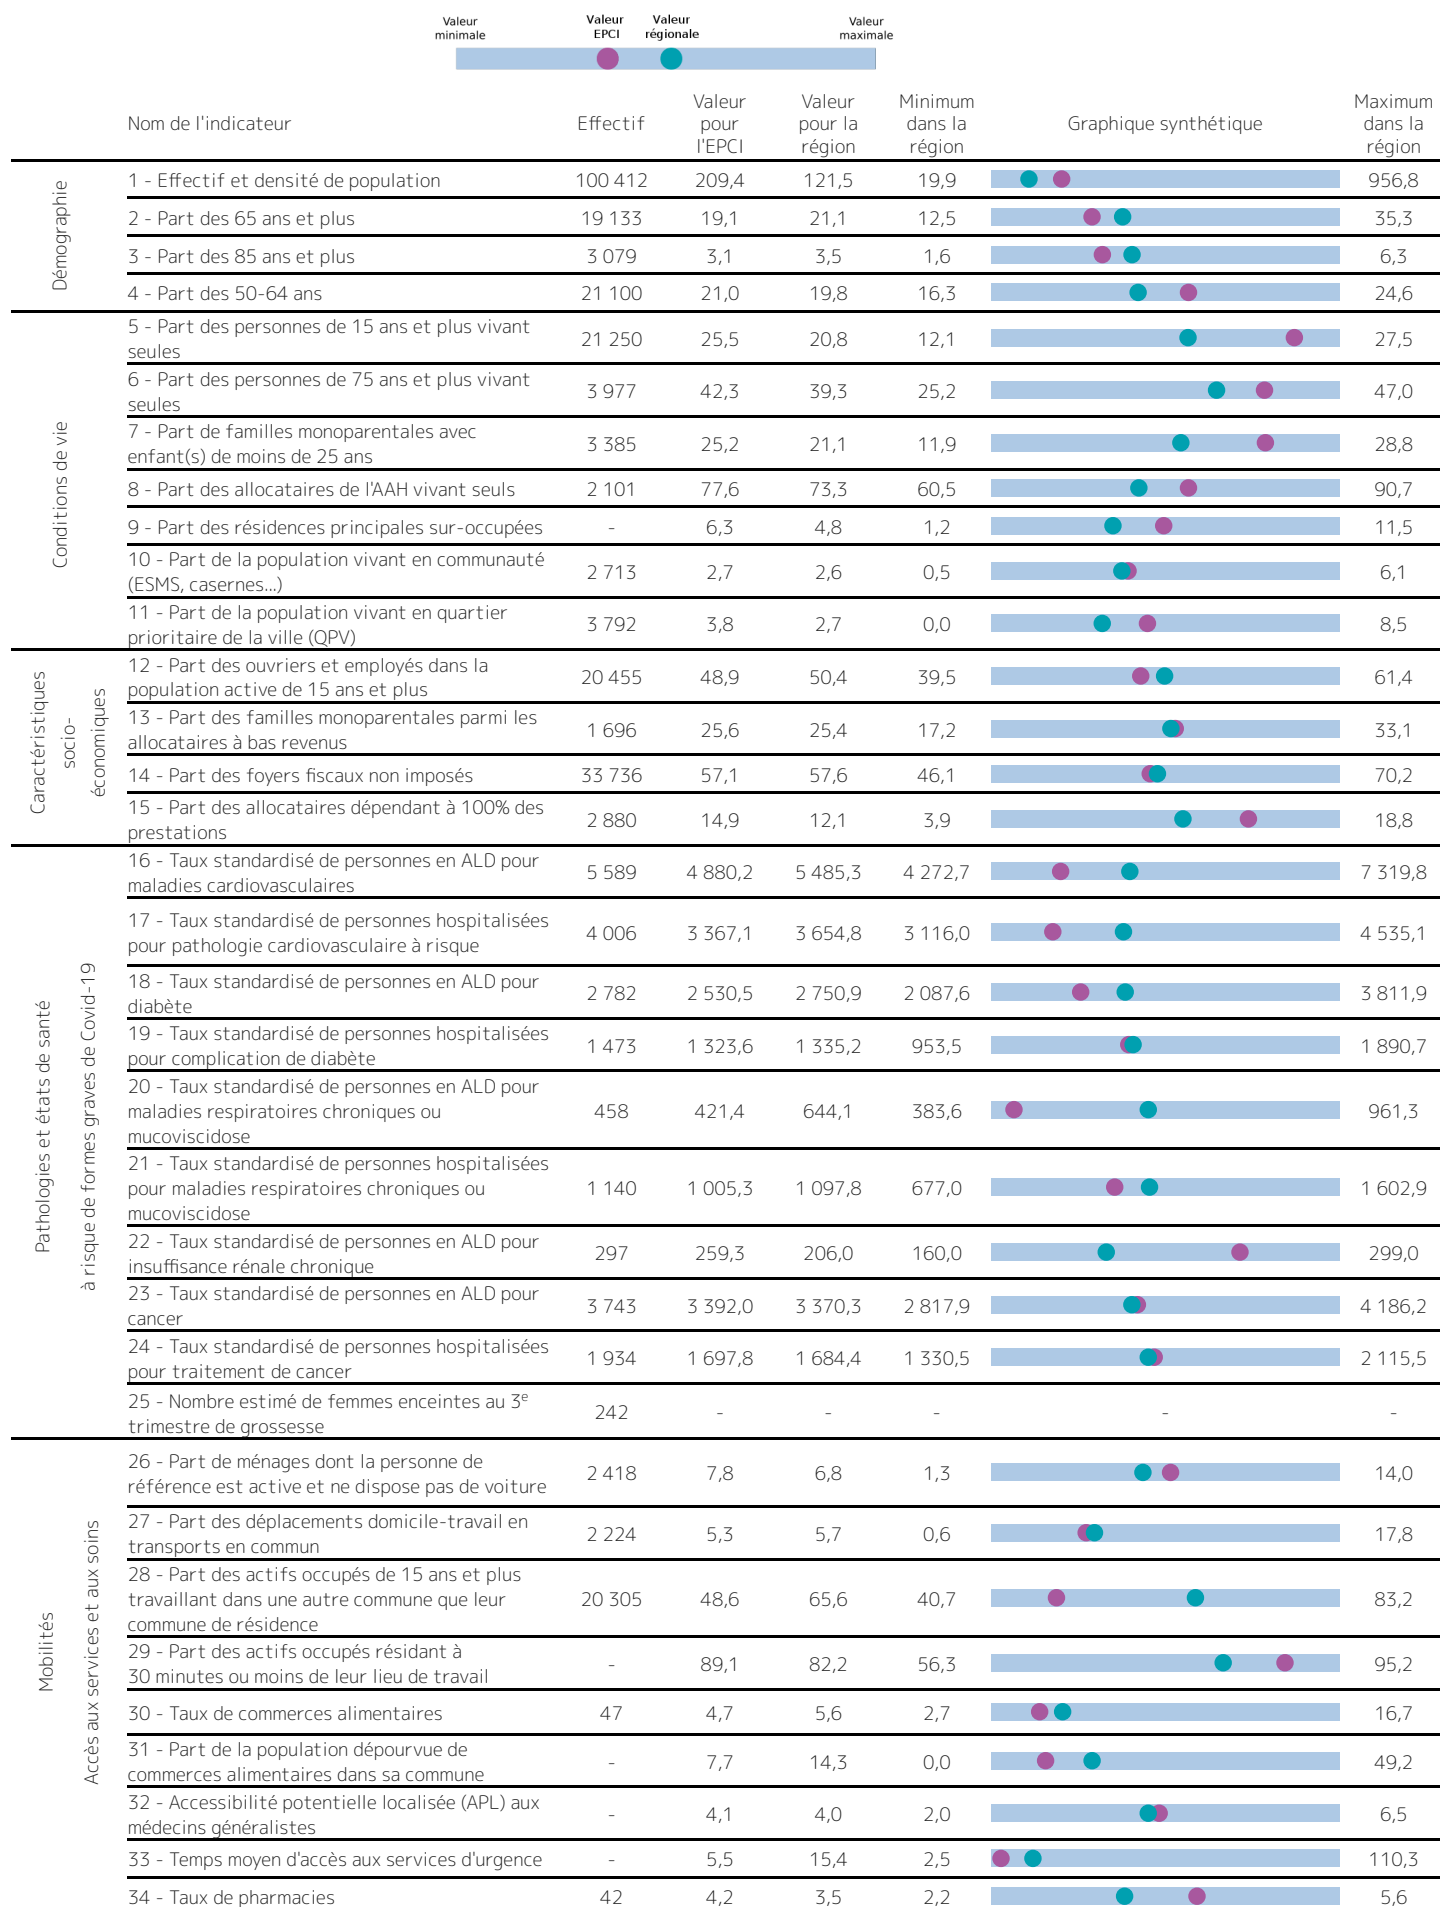 Valeur minimale
Valeur EPCI
Valeur régionale
Valeur maximale
Nom de l'indicateur
Effectif
Valeur pour l'EPCI
Valeur pour la région
Minimum dans la région
Graphique synthétique
Maximum dans la région
Démographie
1 - Effectif et densité de population 100 412 209,4 121,5 19,9 956,8
2 - Part des 65 ans et plus 19 133 19,1 21,1 12,5 35,3
3 - Part des 85 ans et plus 3 079 3,1 3,5 1,6 6,3
4 - Part des 50-64 ans 21 100 21,0 19,8 16,3 24,6
Conditions de vie
5 - Part des personnes de 15 ans et plus vivant
seules 21 250 25,5 20,8 12,1 27,5
6 - Part des personnes de 75 ans et plus vivant
seules 3 977 42,3 39,3 25,2 47,0
7 - Part de familles monoparentales avec
enfant(s) de moins de 25 ans 3 385 25,2 21,1 11,9 28,8
8 - Part des allocataires de l'AAH vivant seuls 2 101 77,6 73,3 60,5 90,7
9 - Part des résidences principales sur-occupées - 6,3 4,8 1,2 11,5
10 - Part de la population vivant en communauté
(ESMS, casernes...) 2 713 2,7 2,6 0,5 6,1
11 - Part de la population vivant en quartier
prioritaire de la ville (QPV) 3 792 3,8 2,7 0,0 8,5
Caractéristiques
socio-
économiques
12 - Part des ouvriers et employés dans la
population active de 15 ans et plus 20 455 48,9 50,4 39,5 61,4
13 - Part des familles monoparentales parmi les
allocataires à bas revenus 1 696 25,6 25,4 17,2 33,1
14 - Part des foyers fiscaux non imposés 33 736 57,1 57,6 46,1 70,2
15 - Part des allocataires dépendant à 100% des
prestations 2 880 14,9 12,1 3,9 18,8
Pathologies et états de santé
à risque de formes graves de Covid-19
16 - Taux standardisé de personnes en ALD pour
maladies cardiovasculaires 5 589 4 880,2 5 485,3 4 272,7 7 319,8
17 - Taux standardisé de personnes hospitalisées
pour pathologie cardiovasculaire à risque 4 006 3 367,1 3 654,8 3 116,0 4 535,1
18 - Taux standardisé de personnes en ALD pour
diabète 2 782 2 530,5 2 750,9 2 087,6 3 811,9
19 - Taux standardisé de personnes hospitalisées
pour complication de diabète 1 473 1 323,6 1 335,2 953,5 1 890,7
20 - Taux standardisé de personnes en ALD pour
maladies respiratoires chroniques ou 458 421,4 644,1 383,6 961,3
mucoviscidose
21 - Taux standardisé de personnes hospitalisées
pour maladies respiratoires chroniques ou 1 140 1 005,3 1 097,8 677,0 1 602,9
mucoviscidose
22 - Taux standardisé de personnes en ALD pour
insuffisance rénale chronique 297 259,3 206,0 160,0 299,0
23 - Taux standardisé de personnes en ALD pour
cancer 3 743 3 392,0 3 370,3 2 817,9 4 186,2
24 - Taux standardisé de personnes hospitalisées
pour traitement de cancer 1 934 1 697,8 1 684,4 1 330,5 2 115,5
25 - Nombre estimé de femmes enceintes au 3e
trimestre de grossesse 242 - - - - -
Mobilités
Accès aux services et aux soins
26 - Part de ménages dont la personne de
référence est active et ne dispose pas de voiture 2 418 7,8 6,8 1,3 14,0
27 - Part des déplacements domicile-travail en
transports en commun 2 224 5,3 5,7 0,6 17,8
28 - Part des actifs occupés de 15 ans et plus
travaillant dans une autre commune que leur 20 305 48,6 65,6 40,7 83,2
commune de résidence
29 - Part des actifs occupés résidant à
30 minutes ou moins de leur lieu de travail - 89,1 82,2 56,3 95,2
30 - Taux de commerces alimentaires 47 4,7 5,6 2,7 16,7
31 - Part de la population dépourvue de
commerces alimentaires dans sa commune - 7,7 14,3 0,0 49,2
32 - Accessibilité potentielle localisée (APL) aux
médecins généralistes - 4,1 4,0 2,0 6,5
33 - Temps moyen d'accès aux services d'urgence - 5,5 15,4 2,5 110,3
34 - Taux de pharmacies 42 4,2 3,5 2,2 5,6